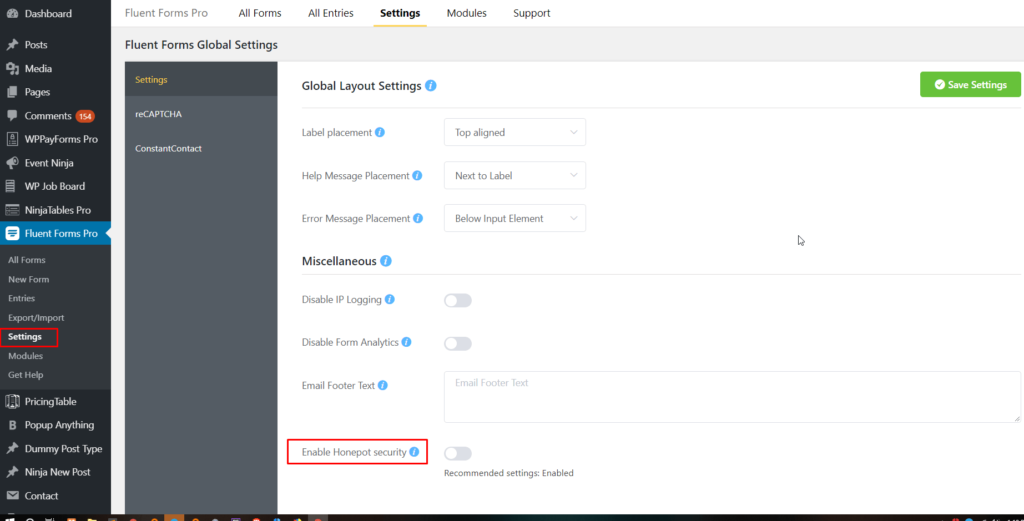 Dashboard
Posts
Media
Pages
Comments 154
WPPayForms Pro
Event Ninja
WP Job Board
NinjaTables Pro
Fluent Forms Pro
All Forms
New Form
Entries
Export/Import
Settings
Modules
Get Help
PricingTable
Popup Anything
Dummy Post Type
Ninja New Post
Contact
Fluent Forms Pro All Forms All Entries Settings Modules Support
Fluent Forms Global Settings
Settings
reCAPTCHA
ConstantContact
Global Layout Settings
Save Settings
Label placement Top aligned
Help Message Placement Next to Label
Error Message Placement Below Input Element
Miscellaneous
Disable IP Logging
Disable Form Analytics
Email Footer Text Email Footer Text
Enable Honepot security
Recommended settings: Enabled